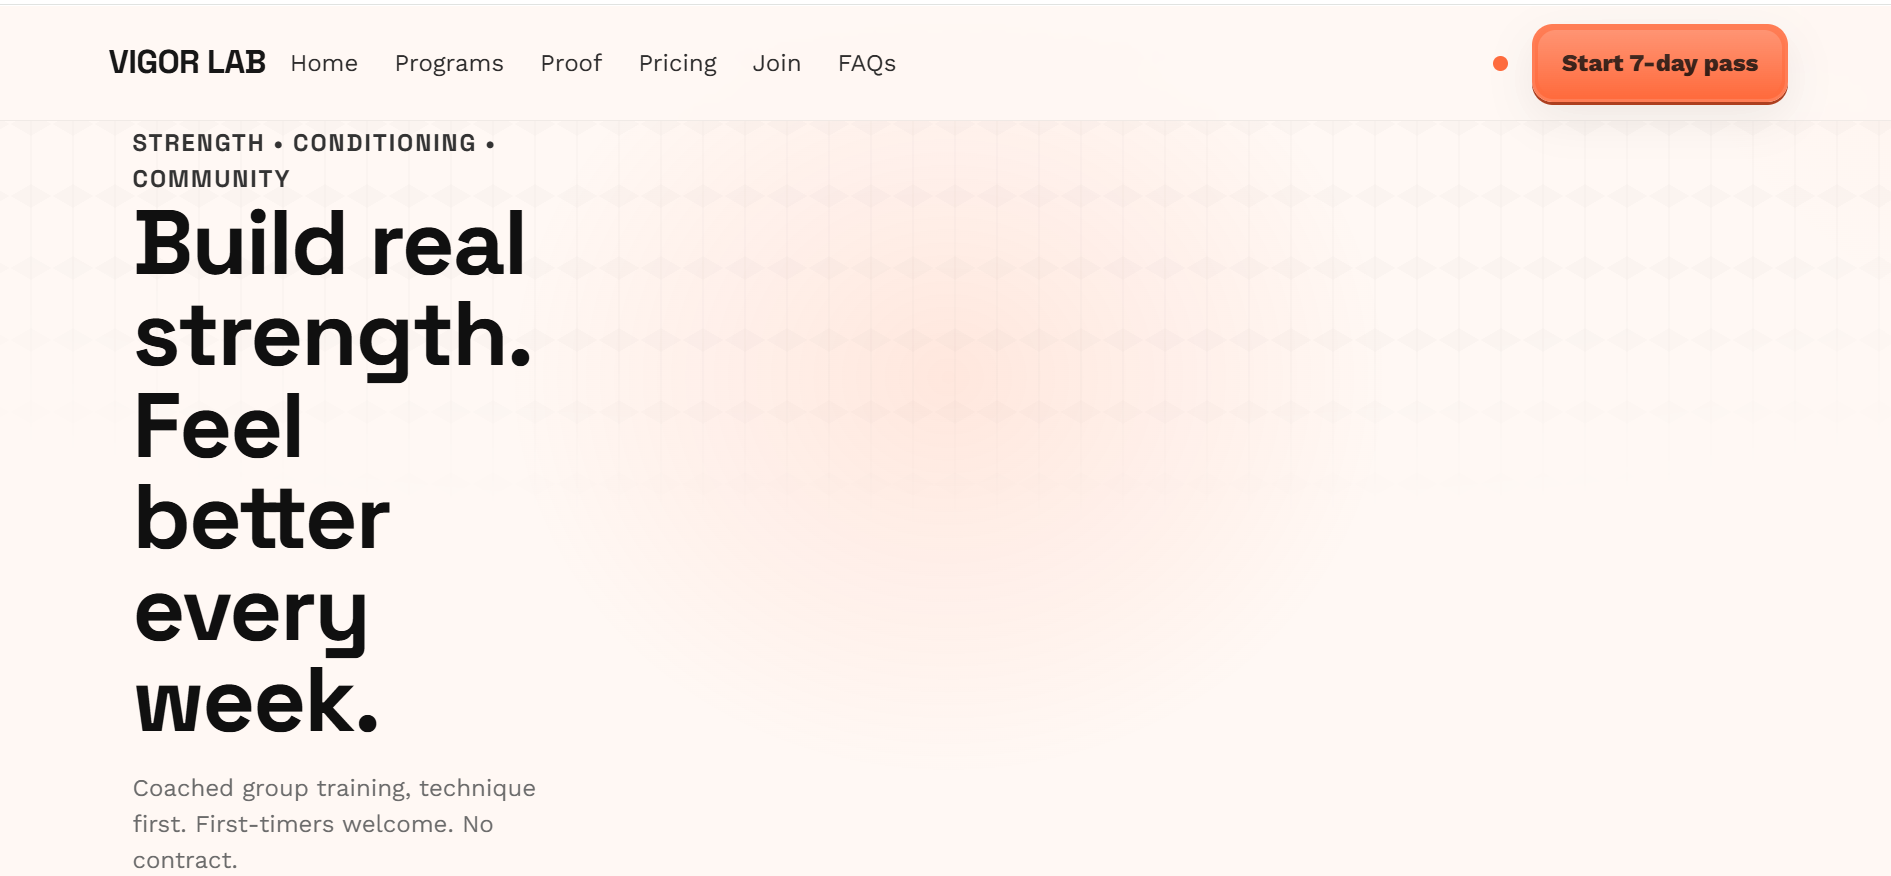 VIGOR LAB Home Programs Proof Pricing Join FAQs Start 7-day pass
STRENGTH • CONDITIONING •
COMMUNITY
Build real
strength.
Feel
better
every
week.
Coached group training, technique
first. First-timers welcome. No
contract.